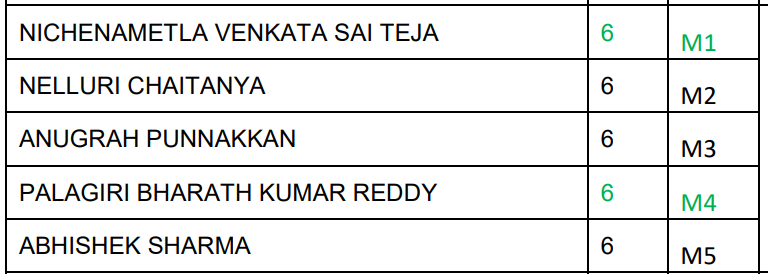 NICHENAMETLA VENKATA SAI TEJA 6 M1
NELLURI CHAITANYA 6 M2
ANUGRAH PUNNAKKAN 6 M3
PALAGIRI BHARATH KUMAR REDDY 6 M4
ABHISHEK SHARMA 6 M5